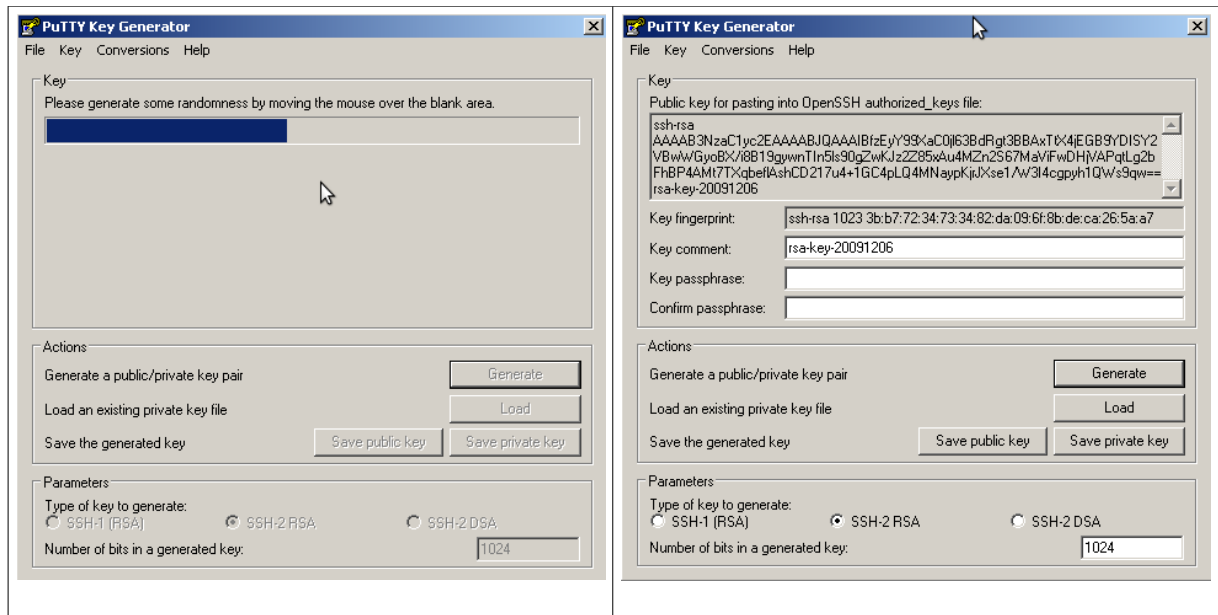 PuTTY Key Generator
File Key Conversions Help
Key
Please generate some randomness by moving the mouse over the blank area.
Actions
Generate a public/private key pair
Generate
Load an existing private key file
Load
Save the generated key
Save public key
Save private key
Parameters
Type of key to generate:
SSH-1 (RSA)
SSH-2 RSA
SSH-2 DSA
Number of bits in a generated key:
1024
PuTTY Key Generator
File Key Conversions Help
Key
Public key for pasting into OpenSSH authorized_keys file:
ssh-rsa
rsa-key-20091206
Key fingerprint:
ssh-rsa 1023 3b:b7:72:34:73:34:82:da:09:6f:8b:de:ca:26:5a:a7
Key comment:
rsa-key-20091206
Key passphrase:
Confirm passphrase:
Actions
Generate a public/private key pair
Generate
Load an existing private key file
Load
Save the generated key
Save public key
Save private key
Parameters
Type of key to generate:
SSH-1 (RSA)
SSH-2 RSA
SSH-2 DSA
Number of bits in a generated key:
1024